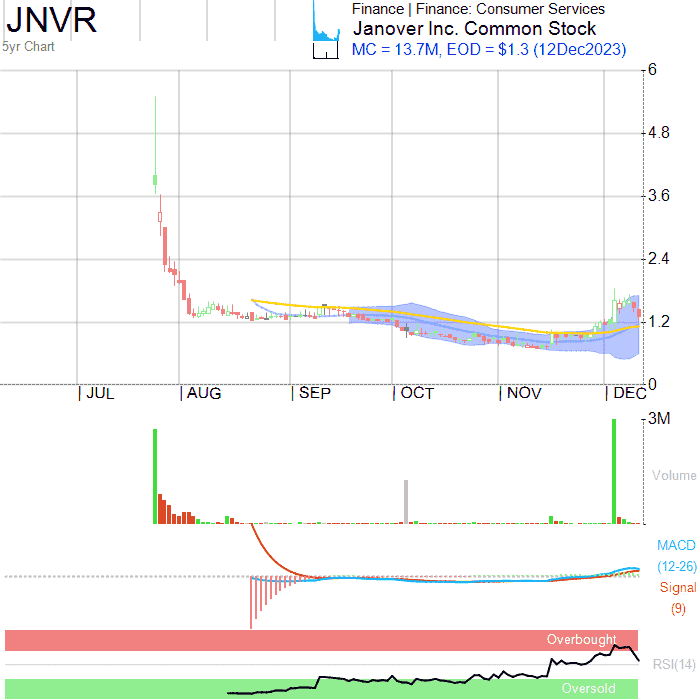 JNVR
5yr Chart
Finance | Finance: Consumer Services
Janover Inc. Common Stock
MC = 13.7M, EOD = $1.3 (12Dec2023)
6
4.8
3.6
2.4
1.2
0
JUL AUG SEP OCT NOV DEC
3M
Volume
MACD
(12-26)
Signal
(9)
Overbought
RSI(14)
Oversold